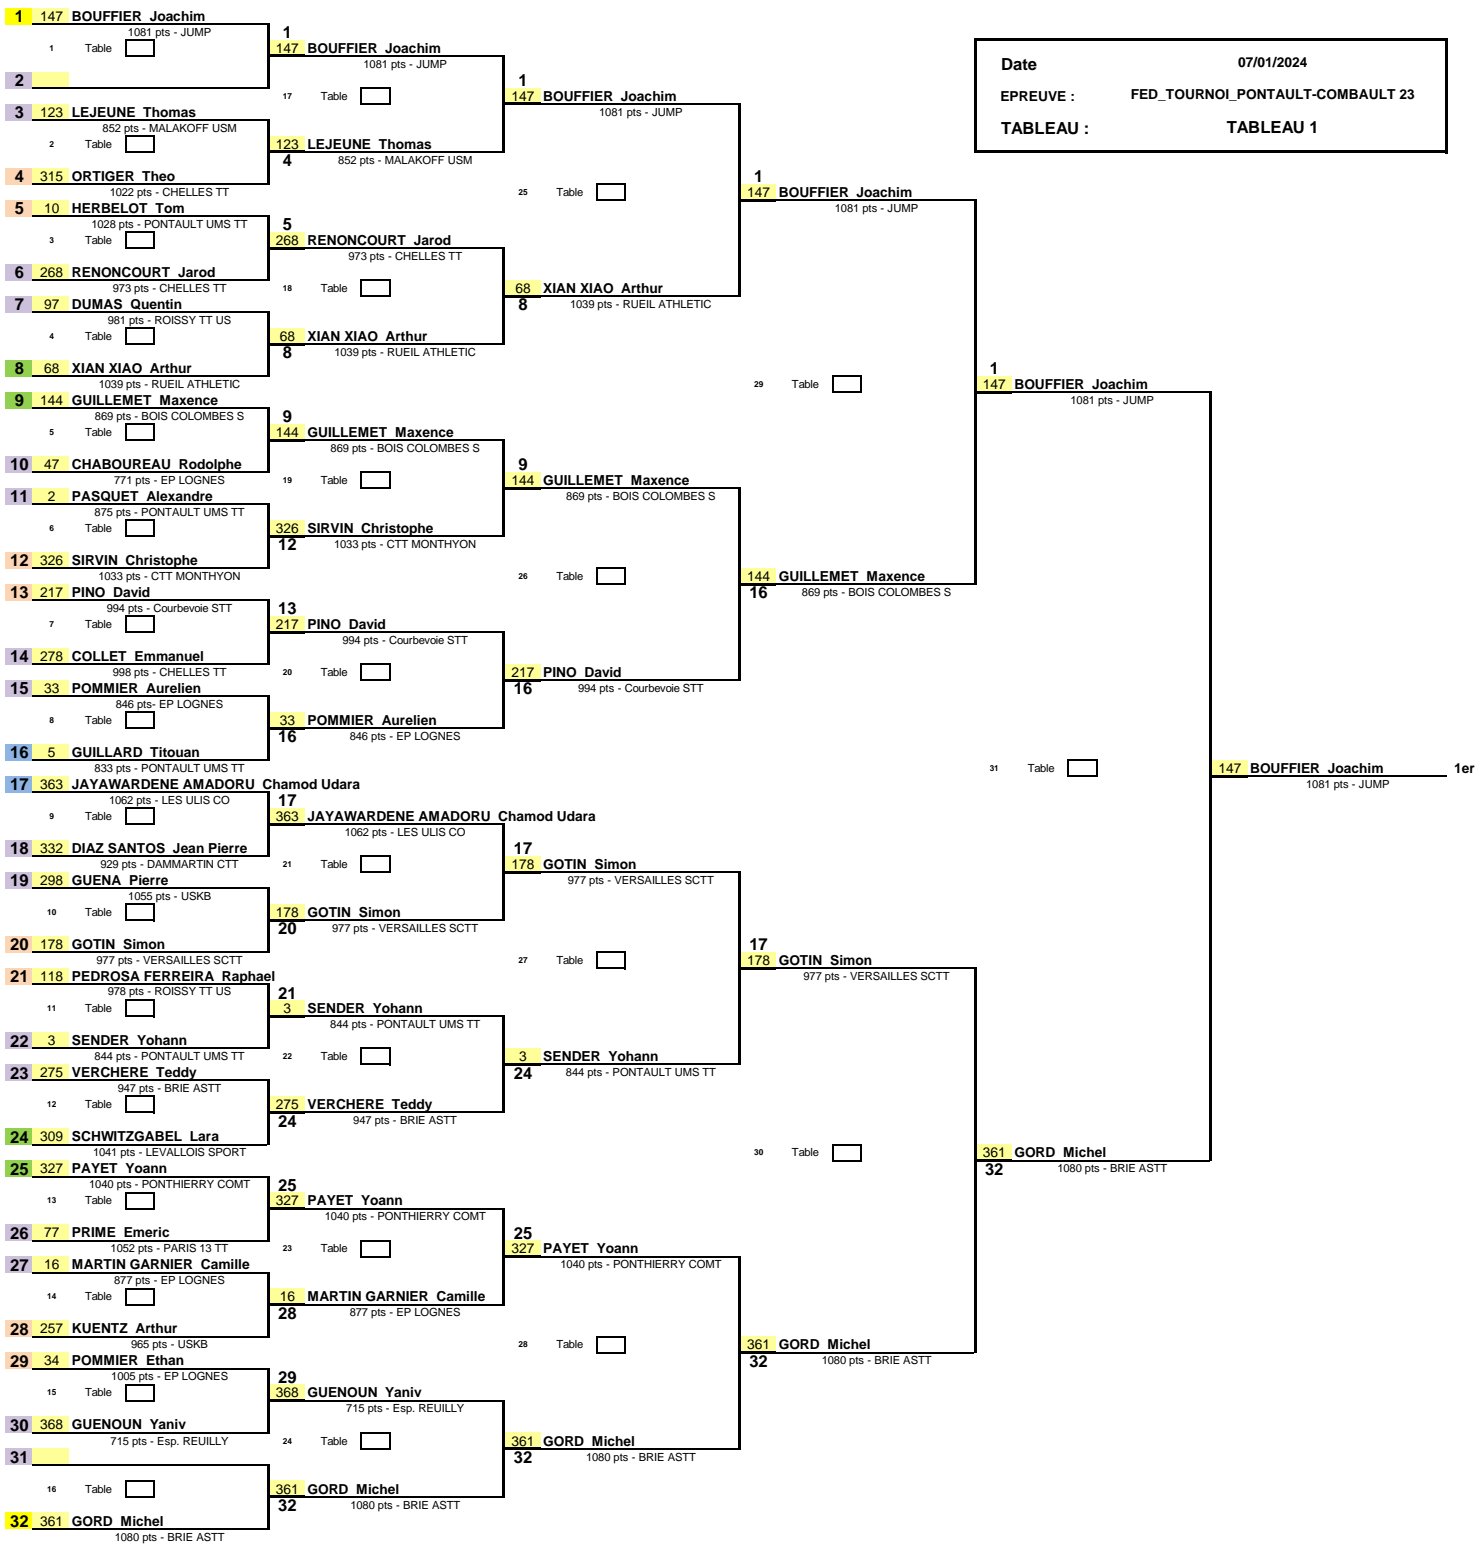 1 147 BOUFFIER Joachim
1081 pts - JUMP
1 Table
2
3 123 LEJEUNE Thomas
852 pts - MALAKOFF USM
2 Table
4 315 ORTIGER Theo
1022 pts - CHELLES TT
5 10 HERBELOT Tom
1028 pts - PONTAULT UMS TT
3 Table
6 268 RENONCOURT Jarod
973 pts - CHELLES TT
7 97 DUMAS Quentin
981 pts - ROISSY TT US
4 Table
8 68 XIAN XIAO Arthur
1039 pts - RUEIL ATHLETIC
9 144 GUILLEMET Maxence
869 pts - BOIS COLOMBES S
5 Table
10 47 CHABOUREAU Rodolphe
771 pts - EP LOGNES
11 2 PASQUET Alexandre
875 pts - PONTAULT UMS TT
6 Table
12 326 SIRVIN Christophe
1033 pts - CTT MONTHYON
13 217 PINO David
994 pts - Courbevoie STT
7 Table
14 278 COLLET Emmanuel
998 pts - CHELLES TT
15 33 POMMIER Aurelien
846 pts- EP LOGNES
8 Table
16 5 GUILLARD Titouan
833 pts - PONTAULT UMS TT
17 363 JAYAWARDENE AMADORU Chamod Udara
1062 pts - LES ULIS CO
9 Table
18 332 DIAZ SANTOS Jean Pierre
929 pts - DAMMARTIN CTT
19 298 GUENA Pierre
1055 pts - USKB
10 Table
20 178 GOTIN Simon
977 pts - VERSAILLES SCTT
21 118 PEDROSA FERREIRA Raphael
978 pts - ROISSY TT US
11 Table
22 3 SENDER Yohann
844 pts - PONTAULT UMS TT
23 275 VERCHERE Teddy
947 pts - BRIE ASTT
12 Table
24 309 SCHWITZGABEL Lara
1041 pts - LEVALLOIS SPORT
25 327 PAYET Yoann
1040 pts - PONTHIERRY COMT
13 Table
26 77 PRIME Emeric
1052 pts - PARIS 13 TT
27 16 MARTIN GARNIER Camille
877 pts - EP LOGNES
14 Table
28 257 KUENTZ Arthur
965 pts - USKB
29 34 POMMIER Ethan
1005 pts - EP LOGNES
15 Table
30 368 GUENOUN Yaniv
715 pts - Esp. REUILLY
31
16 Table
32 361 GORD Michel
1080 pts - BRIE ASTT
1
147 BOUFFIER Joachim
1081 pts - JUMP
17 Table
123 LEJEUNE Thomas
4 852 pts - MALAKOFF USM
5
268 RENONCOURT Jarod
973 pts - CHELLES TT
18 Table
68 XIAN XIAO Arthur
8 1039 pts - RUEIL ATHLETIC
9
144 GUILLEMET Maxence
869 pts - BOIS COLOMBES S
19 Table
326 SIRVIN Christophe
12 1033 pts - CTT MONTHYON
13
217 PINO David
994 pts - Courbevoie STT
20 Table
33 POMMIER Aurelien
16 846 pts - EP LOGNES
17
363 JAYAWARDENE AMADORU Chamod Udara
1062 pts - LES ULIS CO
21 Table
178 GOTIN Simon
20 977 pts - VERSAILLES SCTT
21
3 SENDER Yohann
844 pts - PONTAULT UMS TT
22 Table
275 VERCHERE Teddy
24 947 pts - BRIE ASTT
25
327 PAYET Yoann
1040 pts - PONTHIERRY COMT
23 Table
16 MARTIN GARNIER Camille
28 877 pts - EP LOGNES
29
368 GUENOUN Yaniv
715 pts - Esp. REUILLY
24 Table
361 GORD Michel
32 1080 pts - BRIE ASTT
1
147 BOUFFIER Joachim
1081 pts - JUMP
25 Table
68 XIAN XIAO Arthur
8 1039 pts - RUEIL ATHLETIC
9
144 GUILLEMET Maxence
869 pts - BOIS COLOMBES S
26 Table
217 PINO David
16 994 pts - Courbevoie STT
17
178 GOTIN Simon
977 pts - VERSAILLES SCTT
27 Table
3 SENDER Yohann
24 844 pts - PONTAULT UMS TT
25
327 PAYET Yoann
1040 pts - PONTHIERRY COMT
28 Table
361 GORD Michel
32 1080 pts - BRIE ASTT
1
147 BOUFFIER Joachim
1081 pts - JUMP
29 Table
144 GUILLEMET Maxence
16 869 pts - BOIS COLOMBES S
17
178 GOTIN Simon
977 pts - VERSAILLES SCTT
30 Table
361 GORD Michel
32 1080 pts - BRIE ASTT
Date 07/01/2024
EPREUVE : FED_TOURNOI_PONTAULT-COMBAULT 23
TABLEAU : TABLEAU 1
1
147 BOUFFIER Joachim
1081 pts - JUMP
31 Table
361 GORD Michel
32 1080 pts - BRIE ASTT
147 BOUFFIER Joachim 1er
1081 pts - JUMP